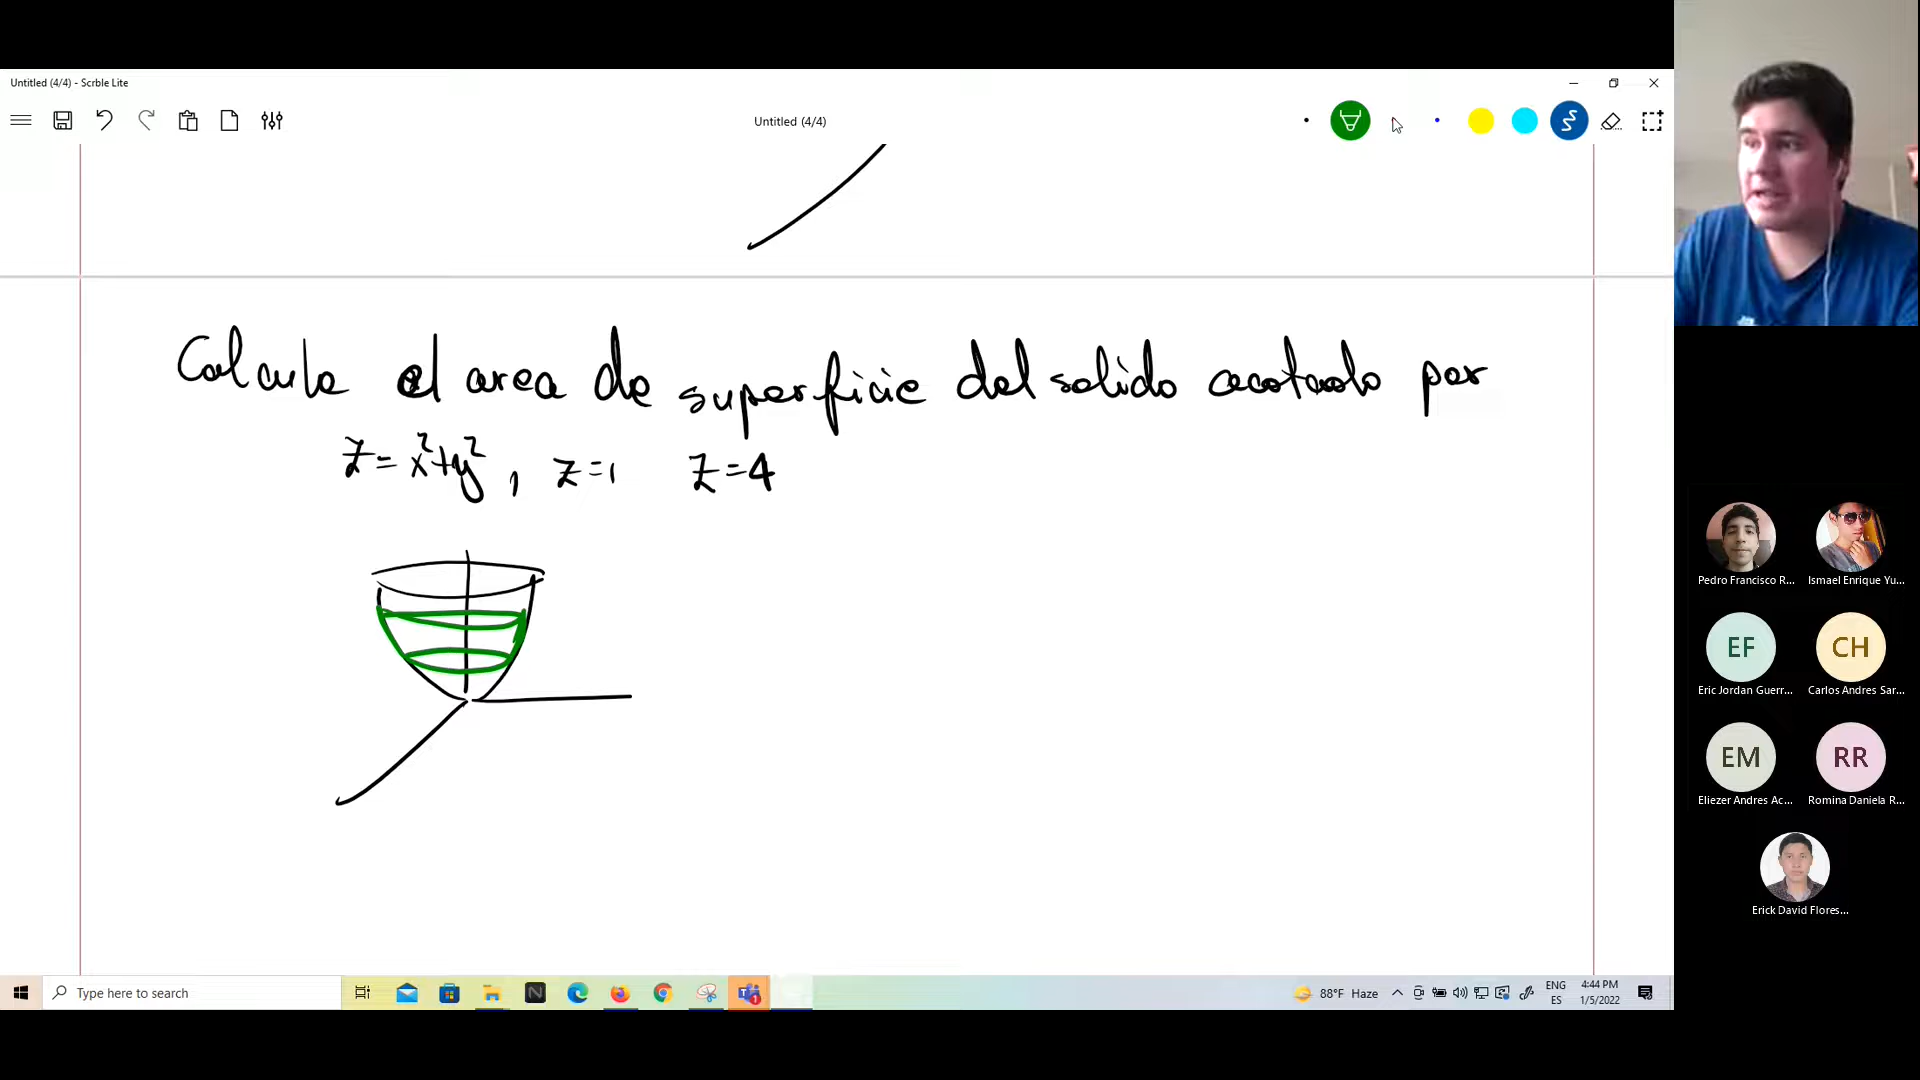 Untitled (4/4) - Scrble Lite
Untitled (4/4)
Calcula el area de superficie del solido acotado por
z=x²+y², z=1 z=4
Pedro Francisco R...
Ismael Enrique Yu...
EF
CH
Eric Jordan Guerr...
Carlos Andres Sar...
EM
RR
Eliezer Andres Ac...
Romina Daniela R...
Erick David Flores...
Type here to search
N
1
88°F Haze
ENG
ES
4:44 PM
1/5/2022